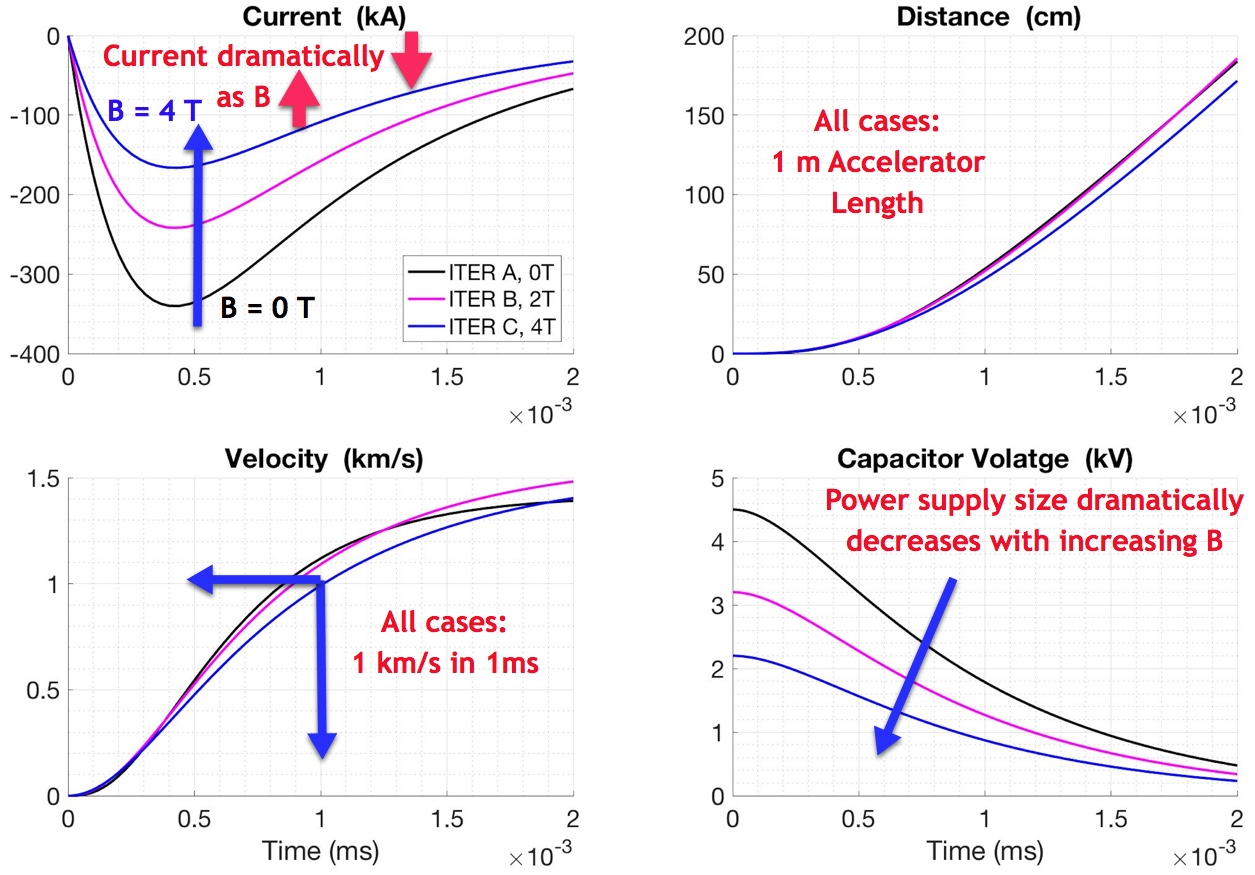 Current  (kA)
0
-100
-200
-300
-400
Current dramatically
as B
B = 4 T
B = 0 T
ITER A, 0T
ITER B, 2T
ITER C, 4T
0
0.5
1
1.5
2
×10-3
Distance  (cm)
200
150
100
50
0
All cases:
1 m Accelerator
Length
0
0.5
1
1.5
2
×10-3
Velocity  (km/s)
1.5
1
0.5
0
All cases:
1 km/s in 1ms
0
0.5
1
1.5
2
Time (ms)
×10-3
Capacitor Volatge  (kV)
5
4
3
2
1
0
Power supply size dramatically
decreases with increasing B
0
0.5
1
1.5
2
Time (ms)
×10-3